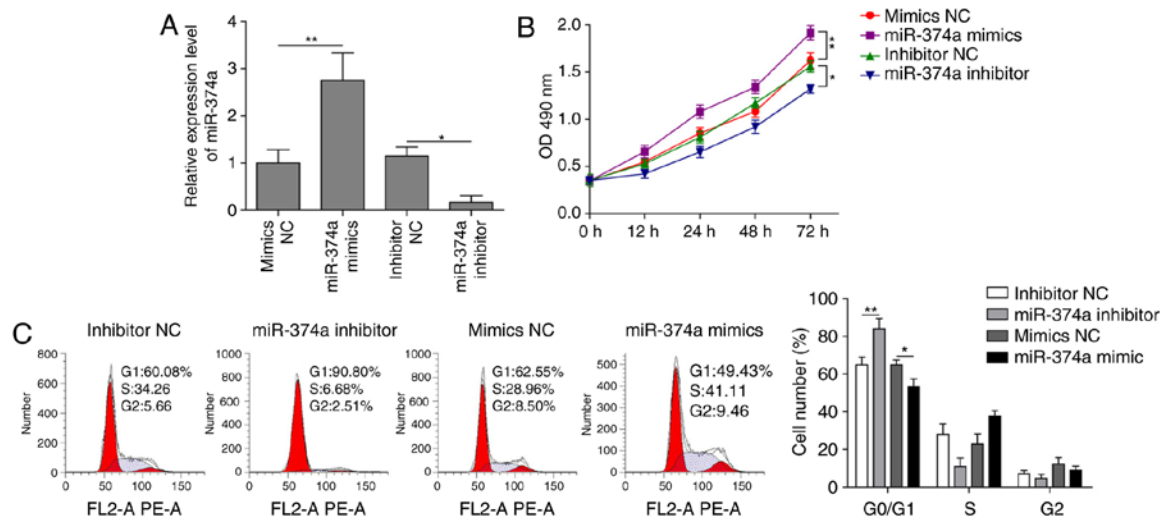 A
Relative expression level
of miR-374a
4
3
2
1
0
**
*
Mimics
NC
miR-374a
mimics
Inhibitor
NC
miR-374a
inhibitor
B
OD 490 nm
2.0
1.5
1.0
0.5
0.0
0 h
12 h
24 h
48 h
72 h
**
*
Mimics NC
miR-374a mimics
Inhibitor NC
miR-374a inhibitor
C
Inhibitor NC
Number
800
600
400
200
0
G1:60.08%
S:34.26
G2:5.66
0 50 100 150
FL2-A PE-A
miR-374a inhibitor
Number
1000
800
600
400
200
0
G1:90.80%
S:6.68%
G2:2.51%
0 50 100 150
FL2-A PE-A
Mimics NC
Number
1000
800
600
400
200
0
G1:62.55%
S:28.96%
G2:8.50%
0 50 100 150
FL2-A PE-A
miR-374a mimics
Number
500
400
300
200
100
0
G1:49.43%
S:41.11
G2:9.46
0 50 100 150
FL2-A PE-A
Cell number (%)
100
80
60
40
20
0
**
*
G0/G1
S
G2
Inhibitor NC
miR-374a inhibitor
Mimics NC
miR-374a mimic